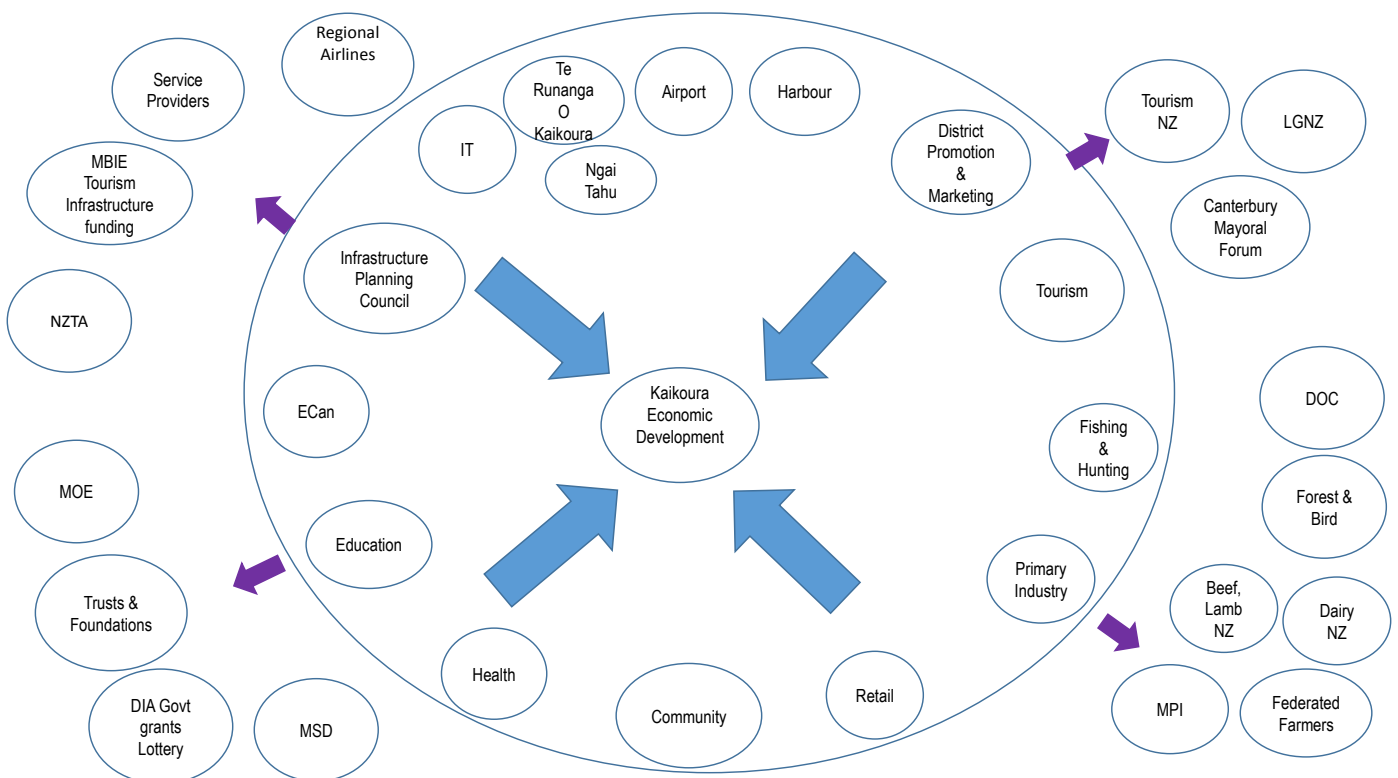 Regional
Airlines
Service
Providers
MBIE
Tourism
Infrastructure
funding
NZTA
MOE
Trusts &
Foundations
DIA Govt
grants
Lottery
MSD
IT
Te
Runanga
O
Kaikoura
Ngai
Tahu
Airport
Harbour
District
Promotion
&
Marketing
Infrastructure
Planning
Council
Tourism
ECan
Kaikoura
Economic
Development
Fishing
&
Hunting
Education
Primary
Industry
Health
Community
Retail
Tourism
NZ
LGNZ
Canterbury
Mayoral
Forum
DOC
Forest &
Bird
Beef,
Lamb
NZ
Dairy
NZ
MPI
Federated
Farmers